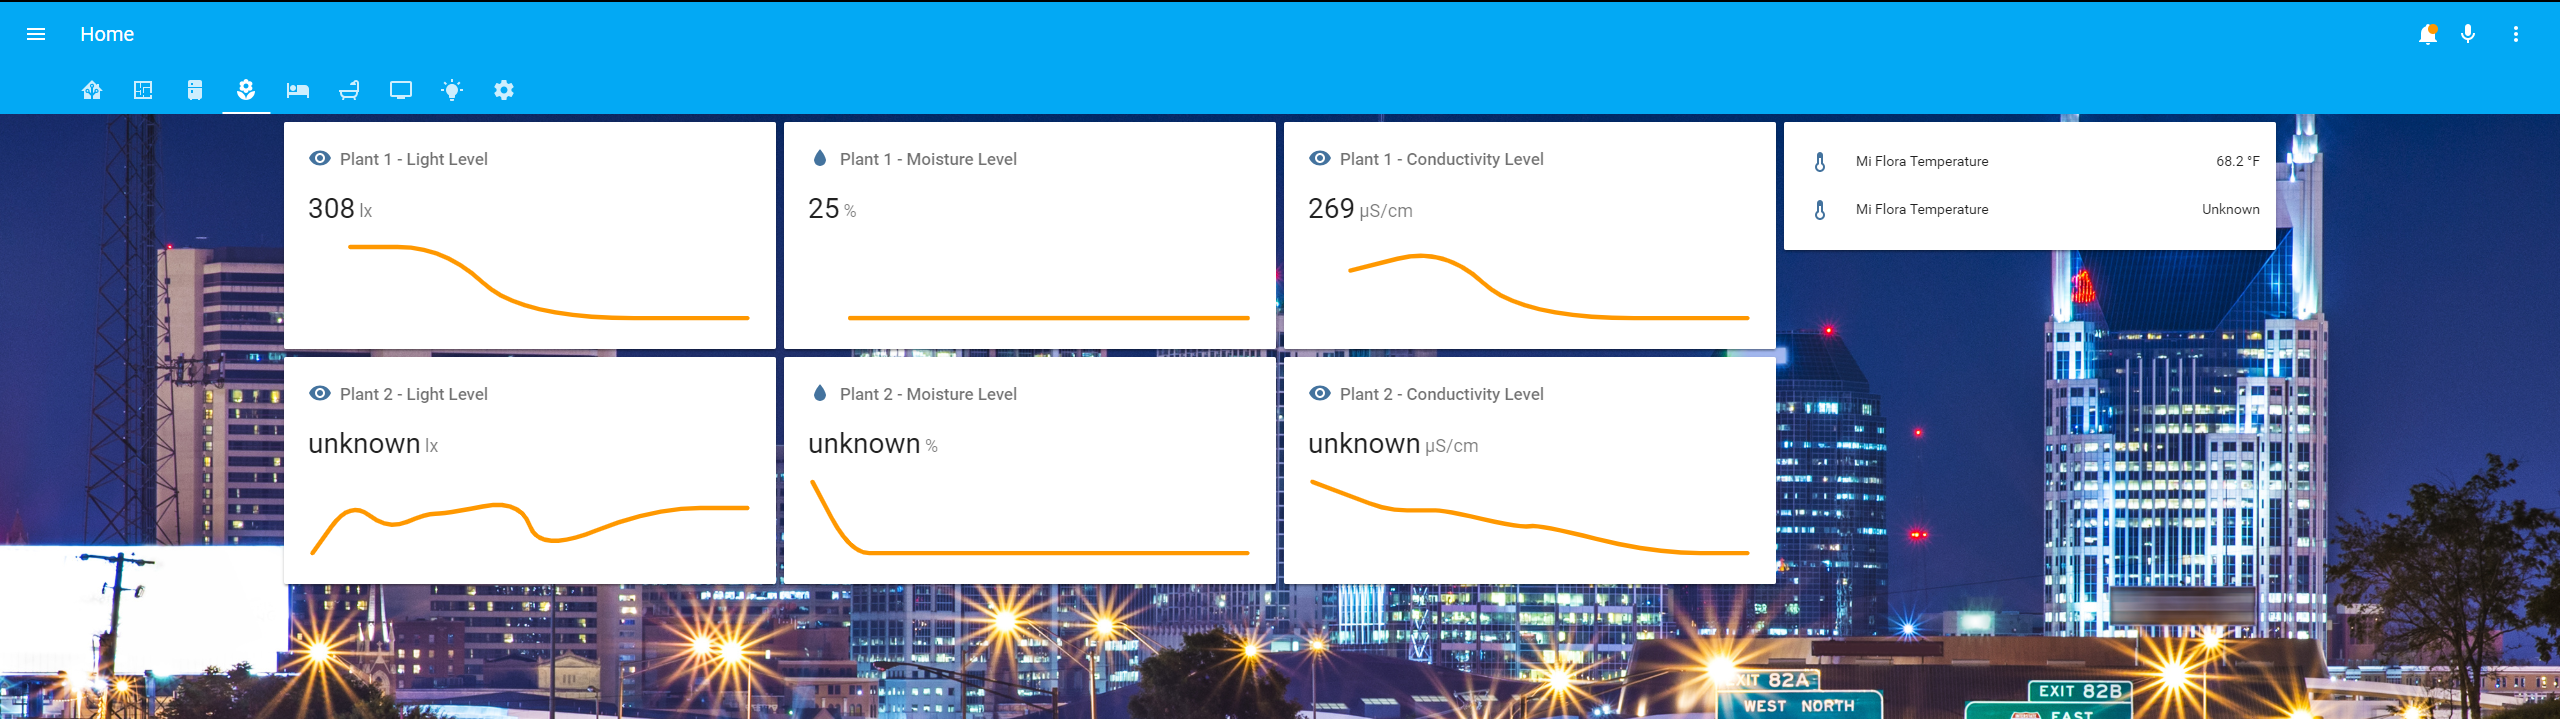 Home
Plant 1 - Light Level
308 lx
Plant 1 - Moisture Level
25 %
Plant 1 - Conductivity Level
269 µS/cm
Mi Flora Temperature 68.2 °F
Mi Flora Temperature Unknown
Plant 2 - Light Level
unknown lx
Plant 2 - Moisture Level
unknown %
Plant 2 - Conductivity Level
unknown µS/cm
EXIT 82A
WEST NORTH
EXIT 82B
EAST